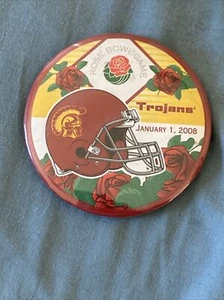 ROSE BOWL GAME
Trojans
JANUARY 1, 2008